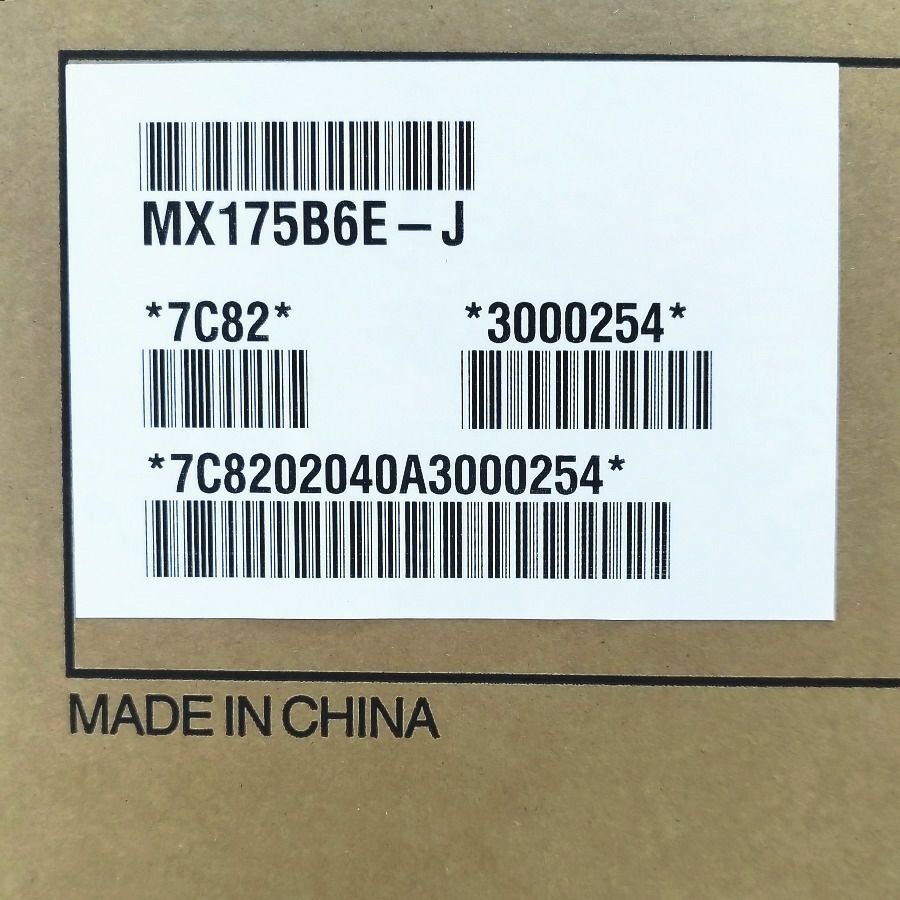 MX175B6E-J
*7C82* *3000254*
*7C8202040A3000254*
MADE IN CHINA